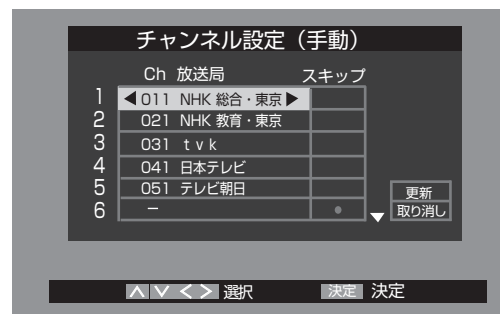 チャンネル設定（手動）
Ch 放送局 スキップ
1 ◀011 NHK 総合・東京▶
2 021 NHK 教育・東京
3 031 ｔｖｋ
4 041 日本テレビ
5 051 テレビ朝日
6 － ●
更新
取り消し
∧∨＜＞ 選択 決定 決定